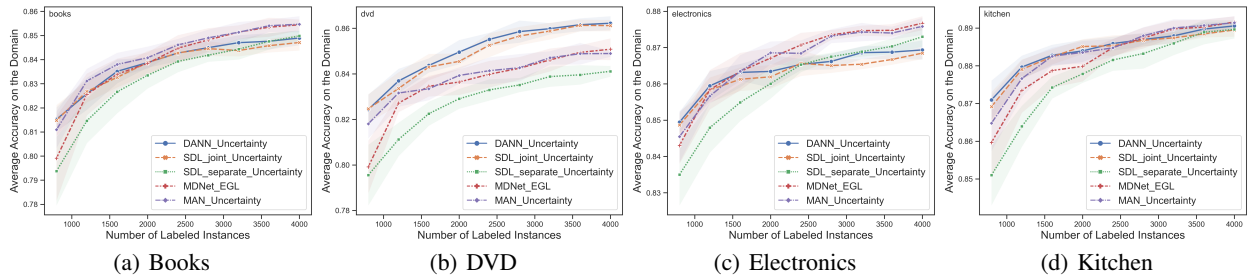 books
Average Accuracy on the Domain
0.86
0.85
0.84
0.83
0.82
0.81
0.80
0.79
0.78
DANN_Uncertainty
SDL_joint_Uncertainty
SDL_separate_Uncertainty
MDNet_EGL
MAN_Uncertainty
1000 1500 2000 2500 3000 3500 4000
Number of Labeled Instances
(a) Books
dvd
Average Accuracy on the Domain
0.86
0.84
0.82
0.80
0.78
DANN_Uncertainty
SDL_joint_Uncertainty
SDL_separate_Uncertainty
MDNet_EGL
MAN_Uncertainty
1000 1500 2000 2500 3000 3500 4000
Number of Labeled Instances
(b) DVD
electronics
Average Accuracy on the Domain
0.88
0.87
0.86
0.85
0.84
0.83
DANN_Uncertainty
SDL_joint_Uncertainty
SDL_separate_Uncertainty
MDNet_EGL
MAN_Uncertainty
1000 1500 2000 2500 3000 3500 4000
Number of Labeled Instances
(c) Electronics
kitchen
Average Accuracy on the Domain
0.89
0.88
0.87
0.86
0.85
DANN_Uncertainty
SDL_joint_Uncertainty
SDL_separate_Uncertainty
MDNet_EGL
MAN_Uncertainty
1000 1500 2000 2500 3000 3500 4000
Number of Labeled Instances
(d) Kitchen